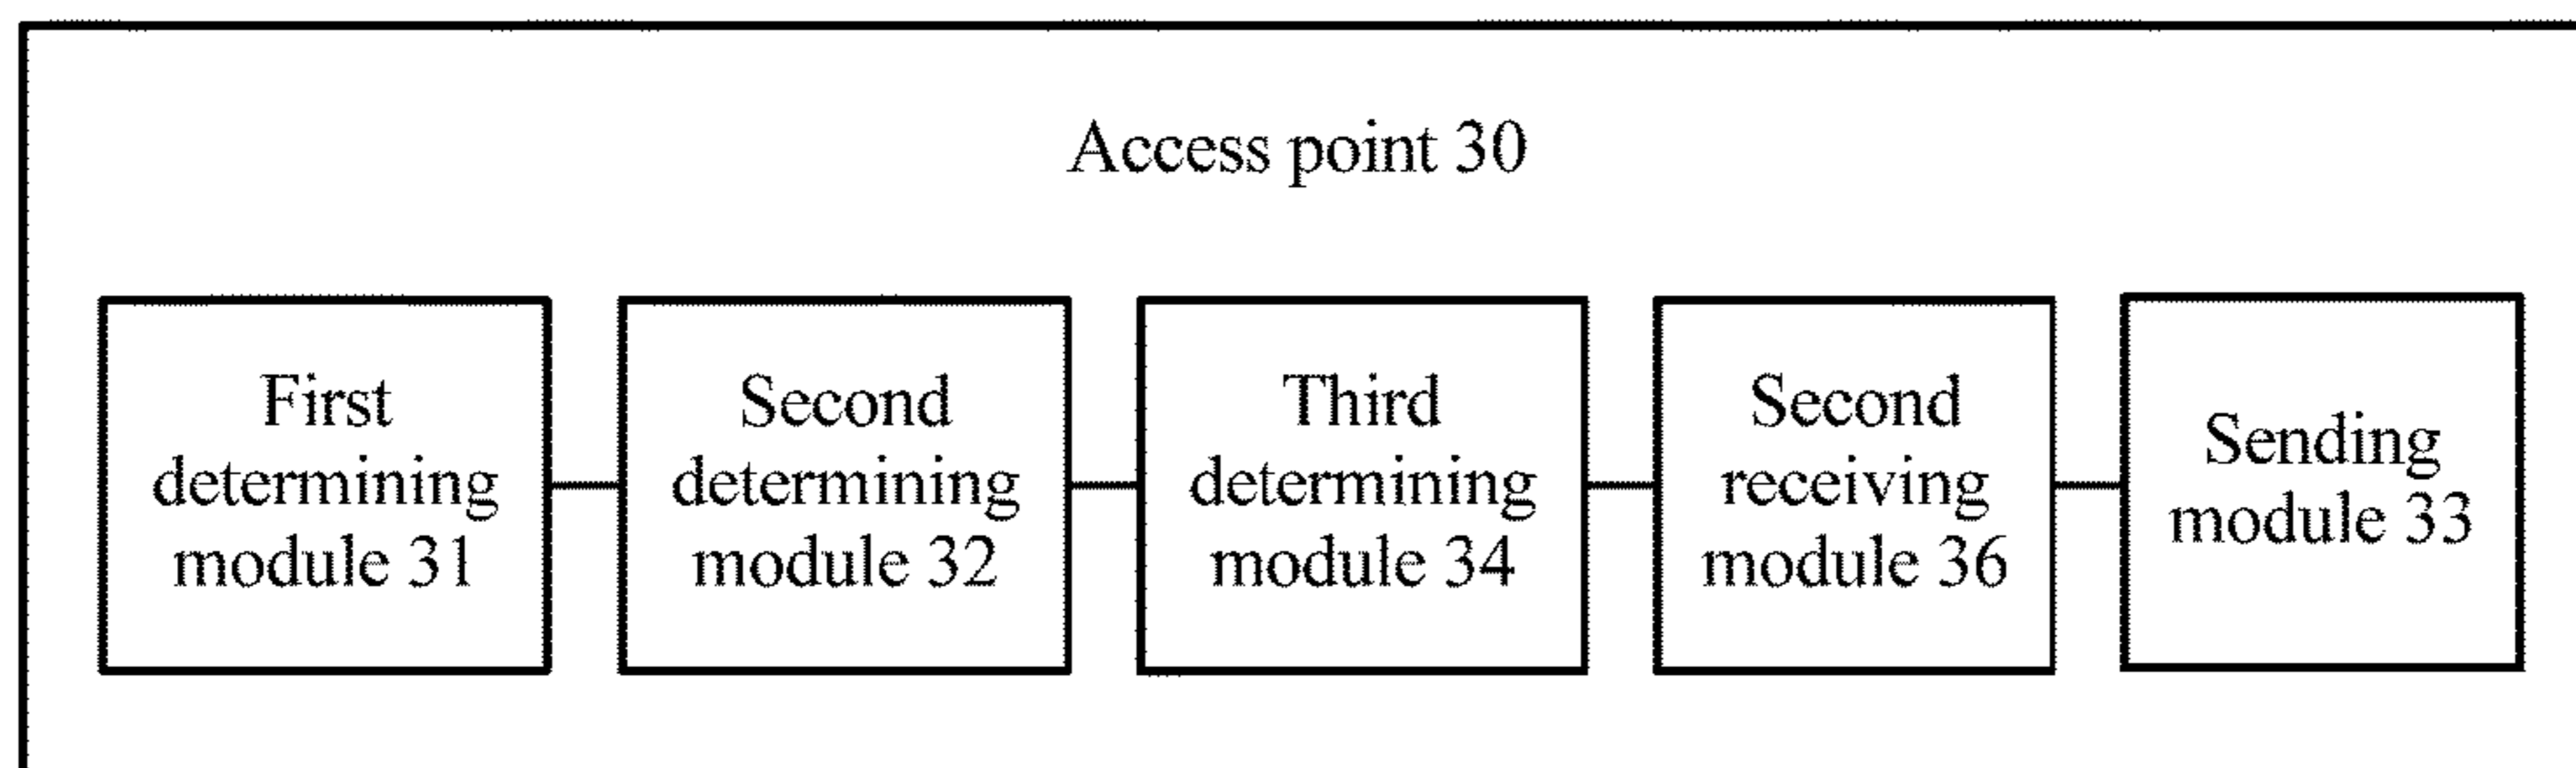 Access point 30
First
determining
module 31
Second
determining
module 32
Third
determining
module 34
Second
receiving
module 36
Sending
module 33